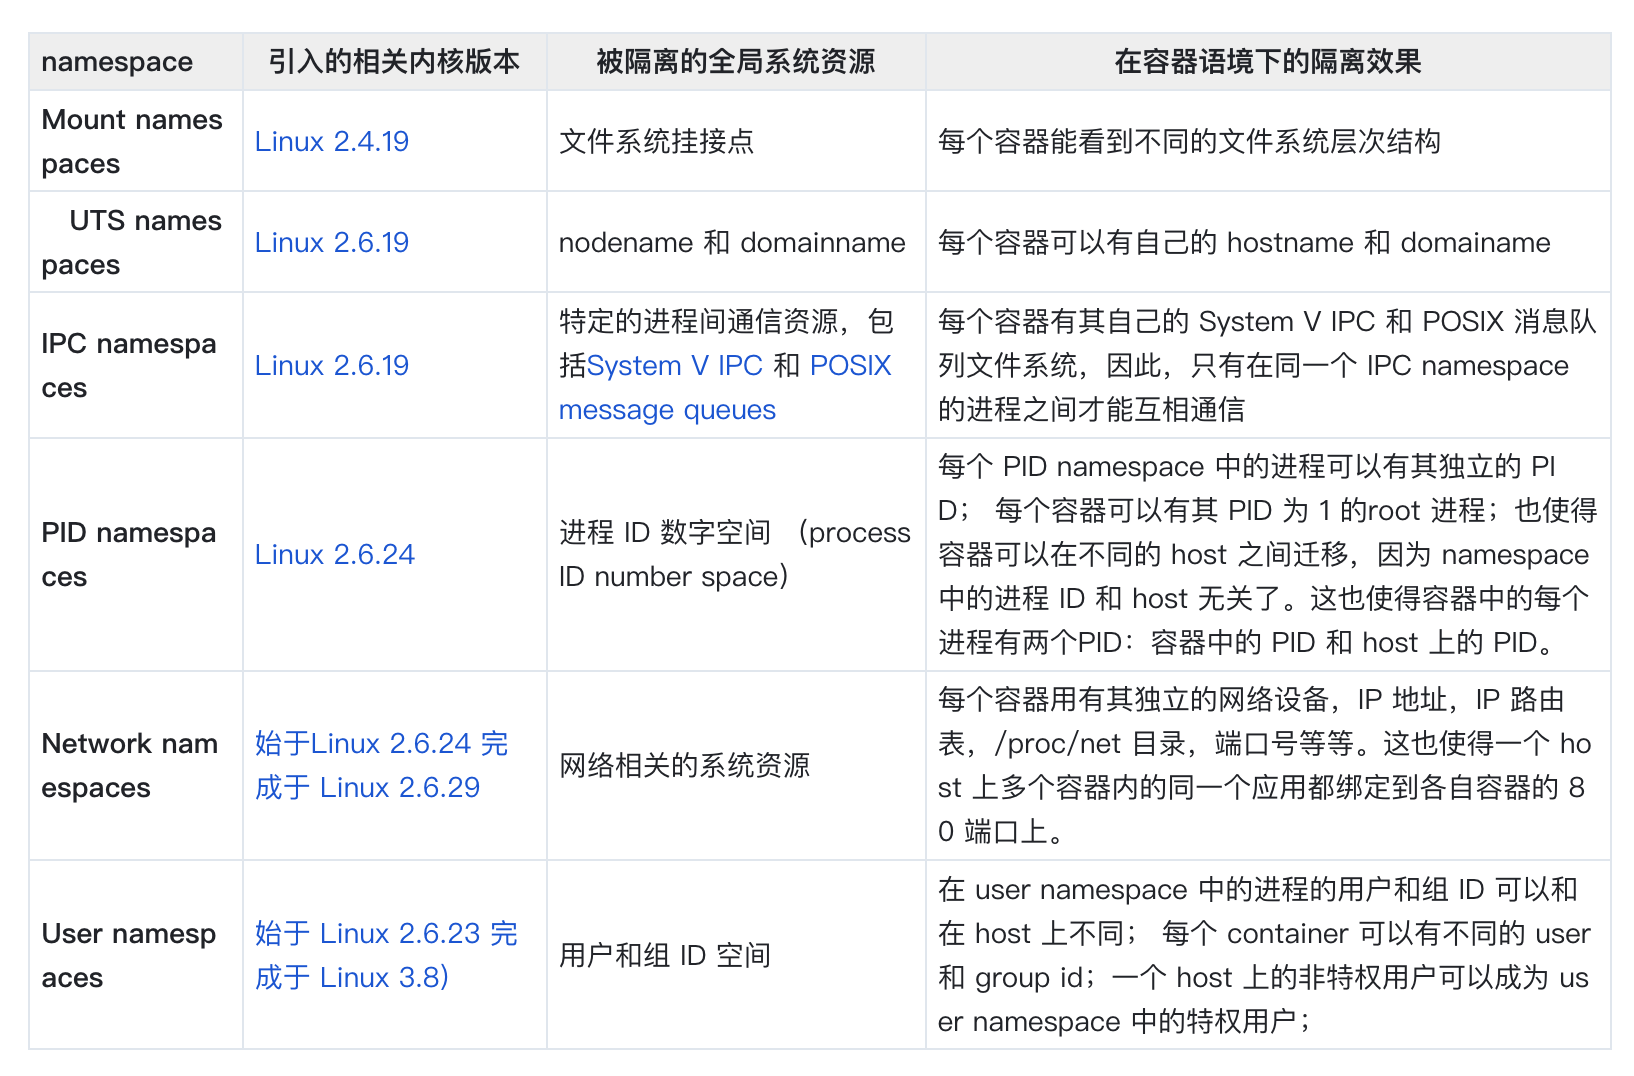 namespace
引入的相关内核版本
被隔离的全局系统资源
在容器语境下的隔离效果
Mount names
paces
Linux 2.4.19
文件系统挂接点
每个容器能看到不同的文件系统层次结构
UTS names
paces
Linux 2.6.19
nodename 和 domainname
每个容器可以有自己的 hostname 和 domainame
IPC namespa
ces
Linux 2.6.19
特定的进程间通信资源，包
括System V IPC 和 POSIX
message queues
每个容器有其自己的 System V IPC 和 POSIX 消息队
列文件系统，因此，只有在同一个 IPC namespace
的进程之间才能互相通信
PID namespa
ces
Linux 2.6.24
进程 ID 数字空间 （process
ID number space）
每个 PID namespace 中的进程可以有其独立的 PI
D； 每个容器可以有其 PID 为 1 的root 进程；也使得
容器可以在不同的 host 之间迁移，因为 namespace
中的进程 ID 和 host 无关了。这也使得容器中的每个
进程有两个PID：容器中的 PID 和 host 上的 PID。
Network nam
espaces
始于Linux 2.6.24 完
成于 Linux 2.6.29
网络相关的系统资源
每个容器用有其独立的网络设备，IP 地址，IP 路由
表，/proc/net 目录，端口号等等。这也使得一个 ho
st 上多个容器内的同一个应用都绑定到各自容器的 8
0 端口上。
User namesp
aces
始于 Linux 2.6.23 完
成于 Linux 3.8)
用户和组 ID 空间
在 user namespace 中的进程的用户和组 ID 可以和
在 host 上不同； 每个 container 可以有不同的 user
和 group id；一个 host 上的非特权用户可以成为 us
er namespace 中的特权用户；